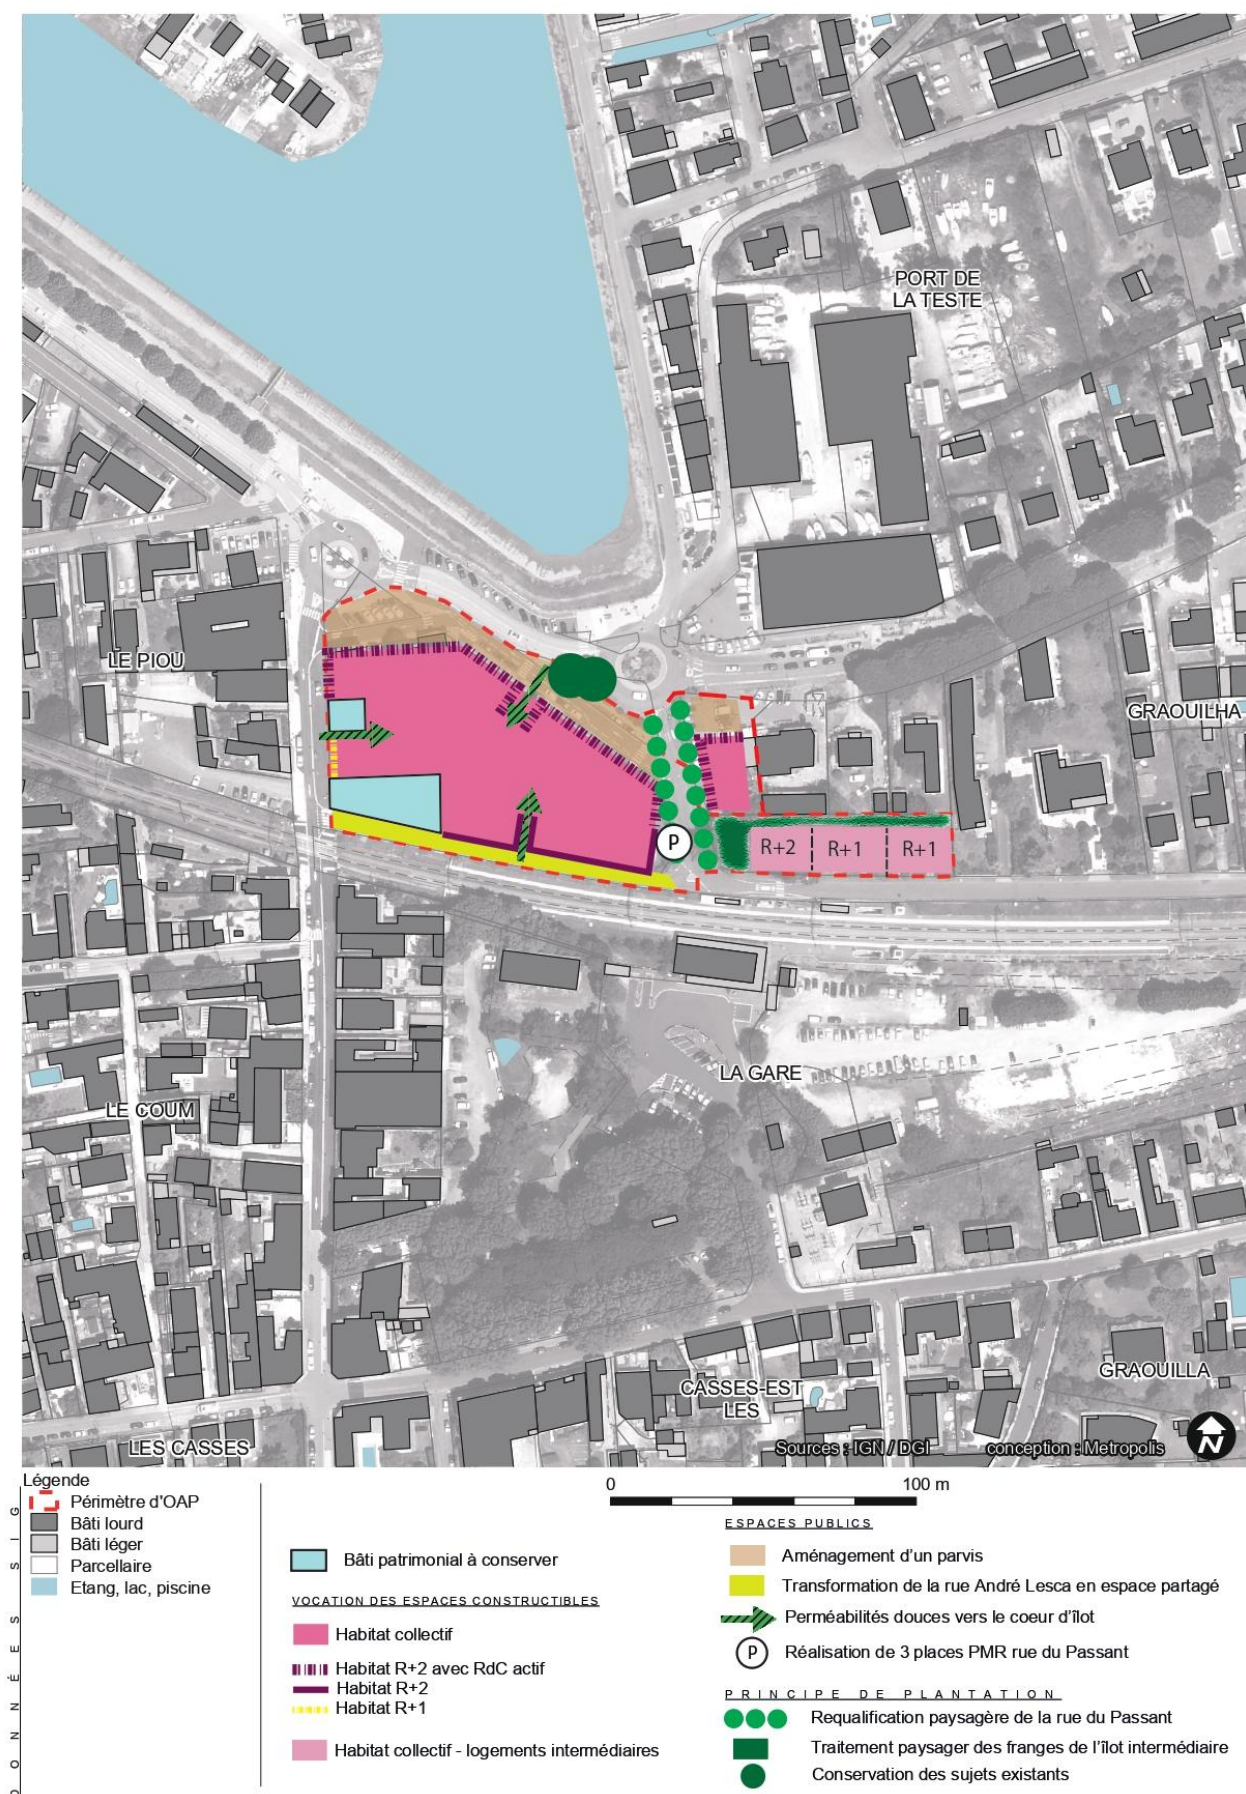 PORT DE
LA TESTE
LE PIOU
GRAOUILHA
P
R+2
R+1
R+1
LA GARE
LE COUM
GRAOUILLA
CASSES-EST
LES
LES CASSES
Sources : IGN / DGI
conception : Metropolis
N
Légende
DONNÉES SIG
Périmètre d'OAP
Bâti lourd
Bâti léger
Parcellaire
Etang, lac, piscine
Bâti patrimonial à conserver
VOCATION DES ESPACES CONSTRUCTIBLES
Habitat collectif
Habitat R+2 avec RdC actif
Habitat R+2
Habitat R+1
Habitat collectif - logements intermédiaires
0
100 m
ESPACES PUBLICS
Aménagement d'un parvis
Transformation de la rue André Lesca en espace partagé
Perméabilités douces vers le coeur d'îlot
P
Réalisation de 3 places PMR rue du Passant
PRINCIPE DE PLANTATION
Requalification paysagère de la rue du Passant
Traitement paysager des franges de l'îlot intermédiaire
Conservation des sujets existants